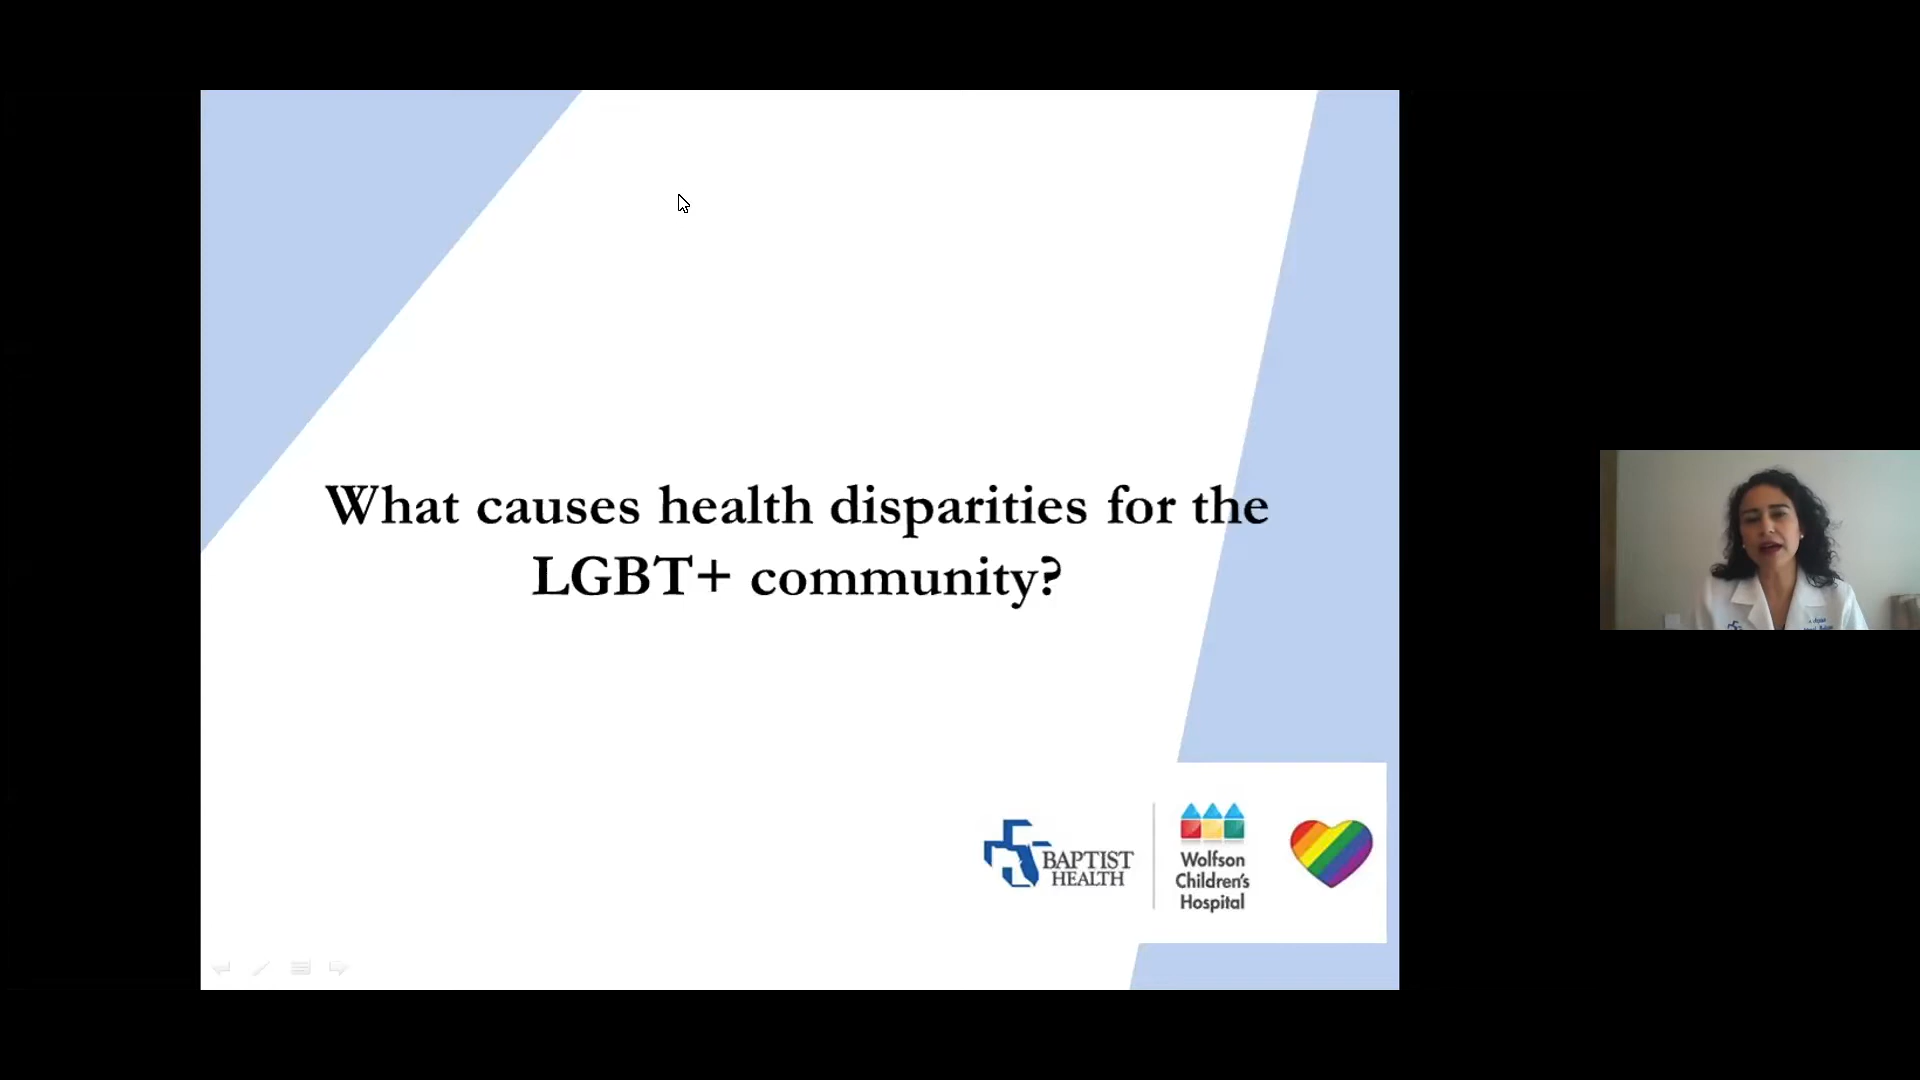 What causes health disparities for the
LGBT+ community?
BAPTIST
HEALTH
Wolfson
Children's
Hospital